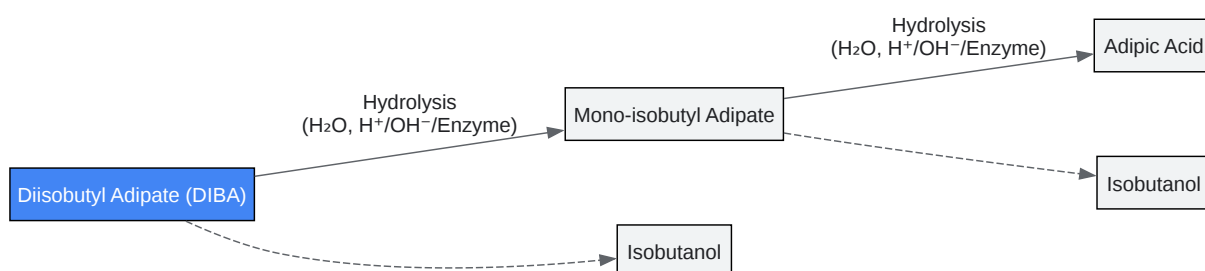 Hydrolysis
(H₂O, H⁺/OH⁻/Enzyme)
Adipic Acid
Hydrolysis
(H₂O, H⁺/OH⁻/Enzyme)
Mono-isobutyl Adipate
Diisobutyl Adipate (DIBA)
Isobutanol
Isobutanol